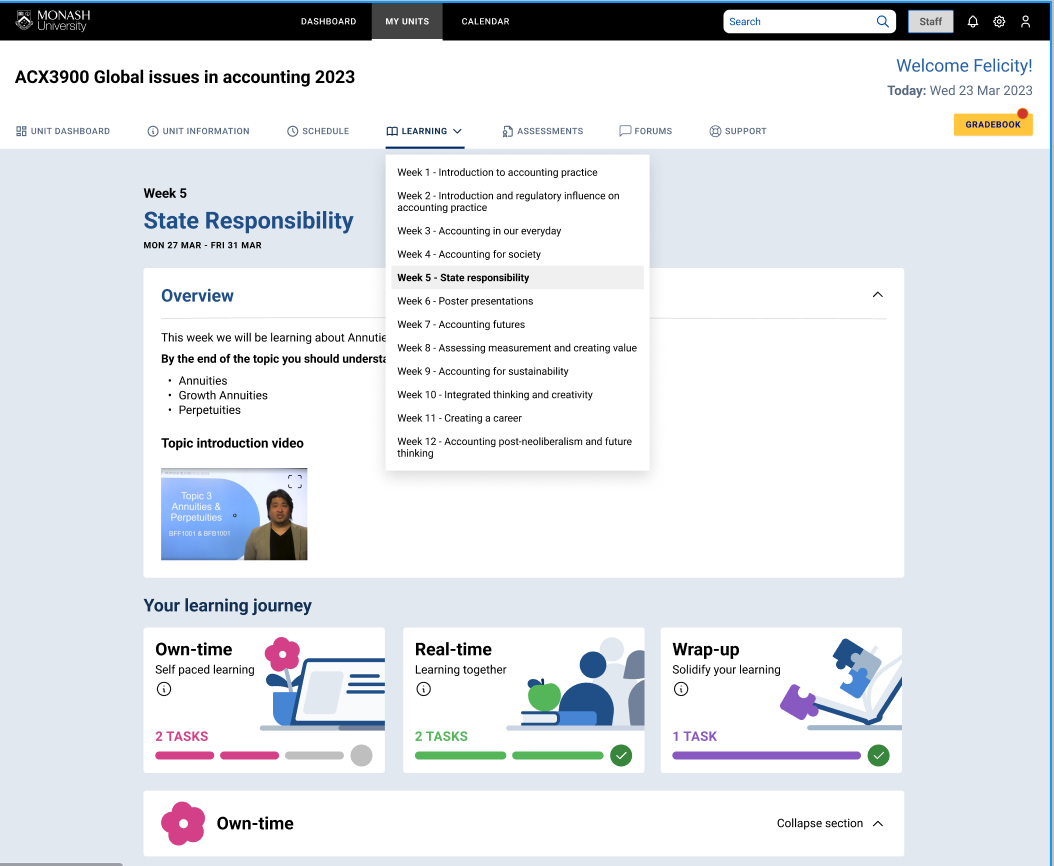 MONASH
University
DASHBOARD
MY UNITS
CALENDAR
Search
Staff
ACX3900 Global issues in accounting 2023
Welcome Felicity!
Today: Wed 23 Mar 2023
UNIT DASHBOARD
UNIT INFORMATION
SCHEDULE
LEARNING
ASSESSMENTS
FORUMS
SUPPORT
GRADEBOOK
Week 1 - Introduction to accounting practice
Week 2 - Introduction and regulatory influence on
accounting practice
Week 3 - Accounting in our everyday
Week 4 - Accounting for society
Week 5 - State responsibility
Week 6 - Poster presentations
Week 7 - Accounting futures
Week 8 - Assessing measurement and creating value
Week 9 - Accounting for sustainability
Week 10 - Integrated thinking and creativity
Week 11 - Creating a career
Week 12 - Accounting post-neoliberalism and future
thinking
Week 5
State Responsibility
MON 27 MAR - FRI 31 MAR
Overview
This week we will be learning about Annutie
By the end of the topic you should understa
• Annuities
• Growth Annuities
• Perpetuities
Topic introduction video
Topic 3
Annuities &
Perpetuities
BFF1001 & BFB1001
Your learning journey
Own-time
Self paced learning
2 TASKS
Real-time
Learning together
2 TASKS
Wrap-up
Solidify your learning
1 TASK
Own-time
Collapse section